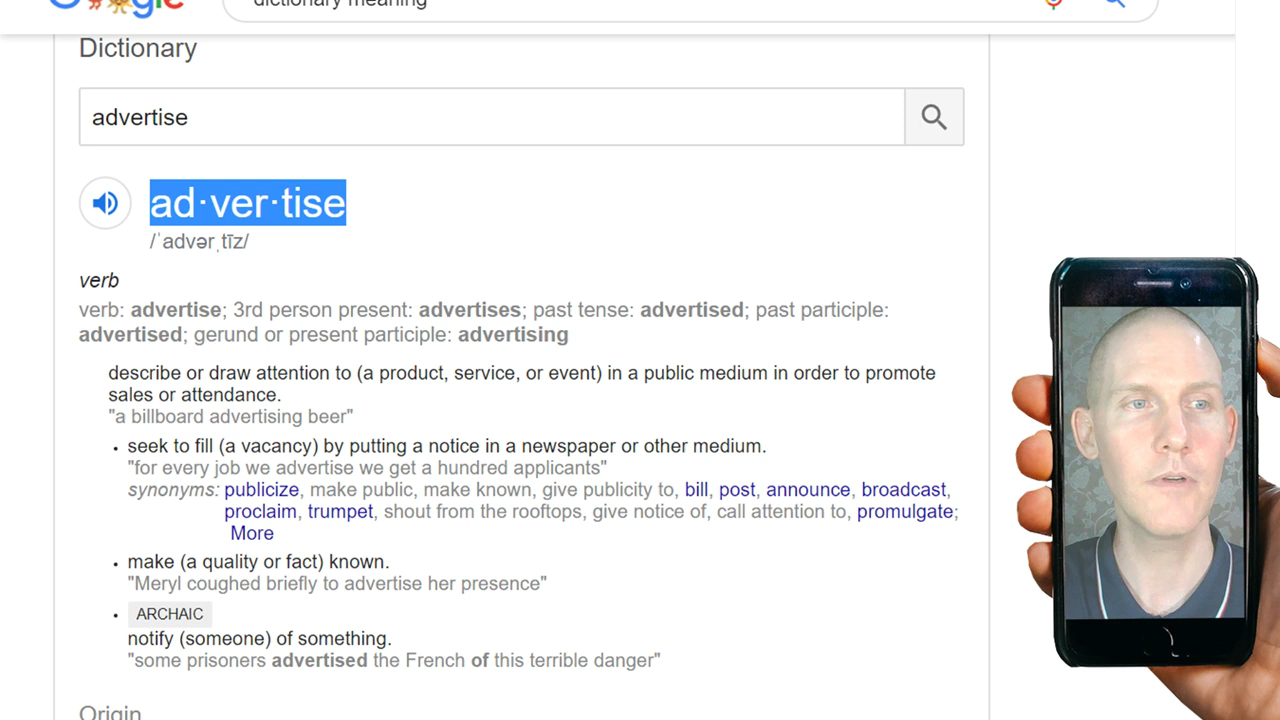 Google
dictionary meaning
Dictionary
advertise
ad·ver·tise
/ˈadvərˌtīz/
verb
verb: advertise; 3rd person present: advertises; past tense: advertised; past participle:
advertised; gerund or present participle: advertising
describe or draw attention to (a product, service, or event) in a public medium in order to promote
sales or attendance.
"a billboard advertising beer"
• seek to fill (a vacancy) by putting a notice in a newspaper or other medium.
"for every job we advertise we get a hundred applicants"
synonyms: publicize, make public, make known, give publicity to, bill, post, announce, broadcast,
proclaim, trumpet, shout from the rooftops, give notice of, call attention to, promulgate;
More
• make (a quality or fact) known.
"Meryl coughed briefly to advertise her presence"
• ARCHAIC
notify (someone) of something.
"some prisoners advertised the French of this terrible danger"
Origin